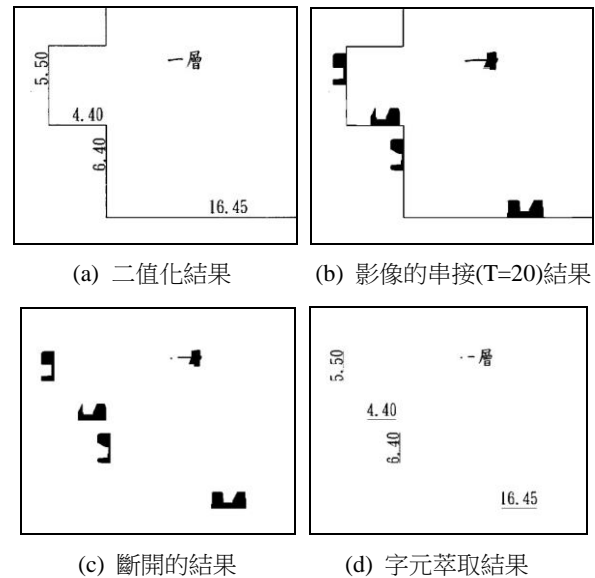 5.50
一層
4.40
6.40
16.45
(a) 二值化結果
(b) 影像的串接(T=20)結果
5.50
一層
4.40
6.40
16.45
(c) 斷開的結果
(d) 字元萃取結果